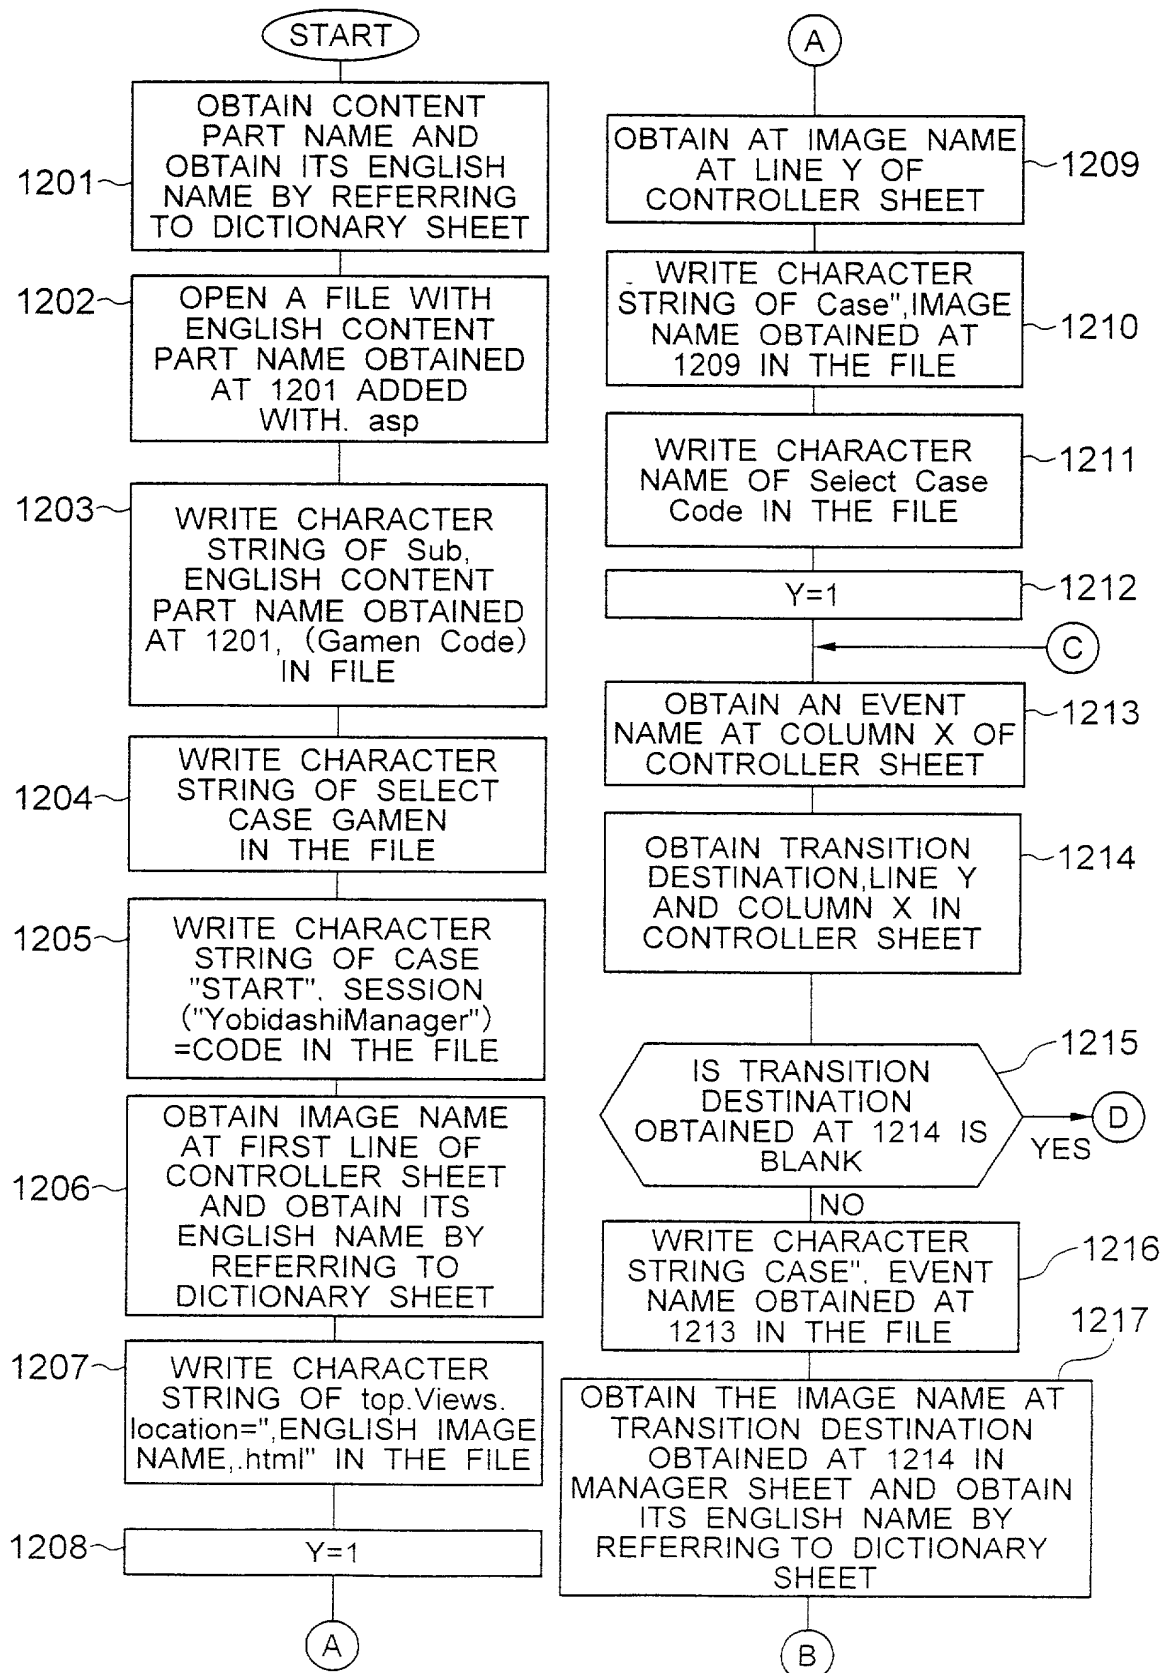 START
1201
OBTAIN CONTENT
PART NAME AND
OBTAIN ITS ENGLISH
NAME BY REFERRING
TO DICTIONARY SHEET
1202
OPEN A FILE WITH
ENGLISH CONTENT
PART NAME OBTAINED
AT 1201 ADDED
WITH. asp
1203
WRITE CHARACTER
STRING OF Sub,
ENGLISH CONTENT
PART NAME OBTAINED
AT 1201, (Gamen Code)
IN FILE
1204
WRITE CHARACTER
STRING OF SELECT
CASE GAMEN
IN THE FILE
1205
WRITE CHARACTER
STRING OF CASE
"START". SESSION
("YobidashiManager")
=CODE IN THE FILE
1206
OBTAIN IMAGE NAME
AT FIRST LINE OF
CONTROLLER SHEET
AND OBTAIN ITS
ENGLISH NAME BY
REFERRING TO
DICTIONARY SHEET
1207
WRITE CHARACTER
STRING OF top.Views.
location=",ENGLISH IMAGE
NAME,.html" IN THE FILE
1208
Y=1
A
A
OBTAIN AT IMAGE NAME
AT LINE Y OF
CONTROLLER SHEET
1209
WRITE CHARACTER
STRING OF Case",IMAGE
NAME OBTAINED AT
1209 IN THE FILE
1210
WRITE CHARACTER
NAME OF Select Case
Code IN THE FILE
1211
Y=1
1212
C
OBTAIN AN EVENT
NAME AT COLUMN X OF
CONTROLLER SHEET
1213
OBTAIN TRANSITION
DESTINATION,LINE Y
AND COLUMN X IN
CONTROLLER SHEET
1214
IS TRANSITION
DESTINATION
OBTAINED AT 1214 IS
BLANK
1215
D
YES
NO
WRITE CHARACTER
STRING CASE". EVENT
NAME OBTAINED AT
1213 IN THE FILE
1216
1217
OBTAIN THE IMAGE NAME AT
TRANSITION DESTINATION
OBTAINED AT 1214 IN
MANAGER SHEET AND OBTAIN
ITS ENGLISH NAME BY
REFERRING TO DICTIONARY
SHEET
B